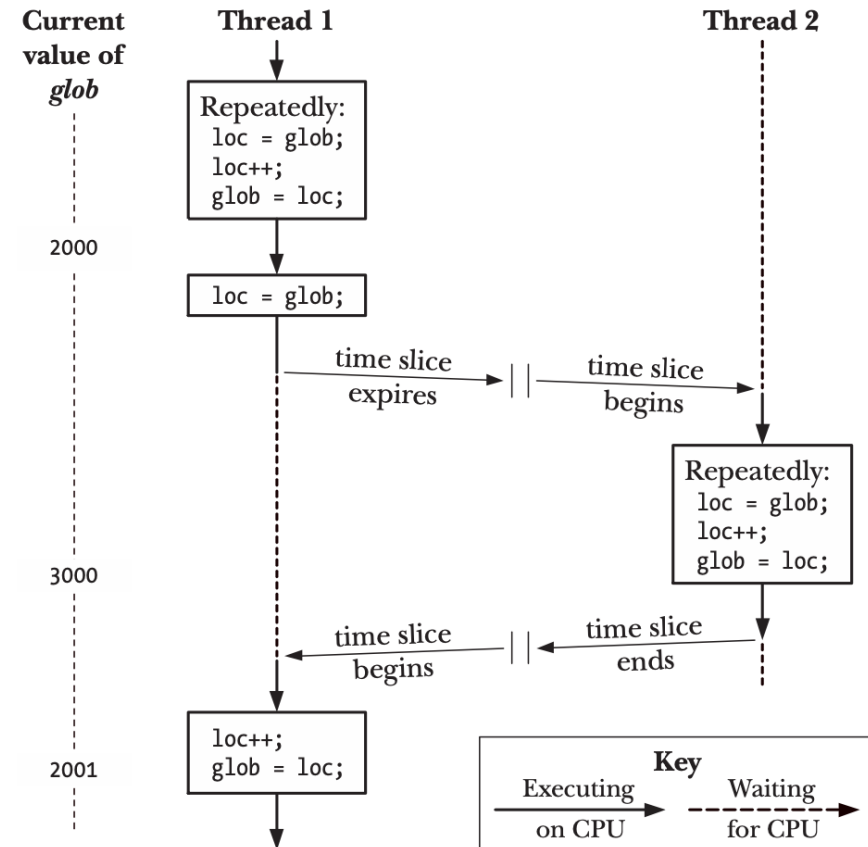 Current
value of
glob
Thread 1
Thread 2
Repeatedly:
loc = glob;
loc++;
glob = loc;
2000
loc = glob;
time slice
expires
time slice
begins
Repeatedly:
loc = glob;
loc++;
glob = loc;
3000
time slice
begins
time slice
ends
loc++;
glob = loc;
2001
Key
Executing
on CPU
Waiting
for CPU